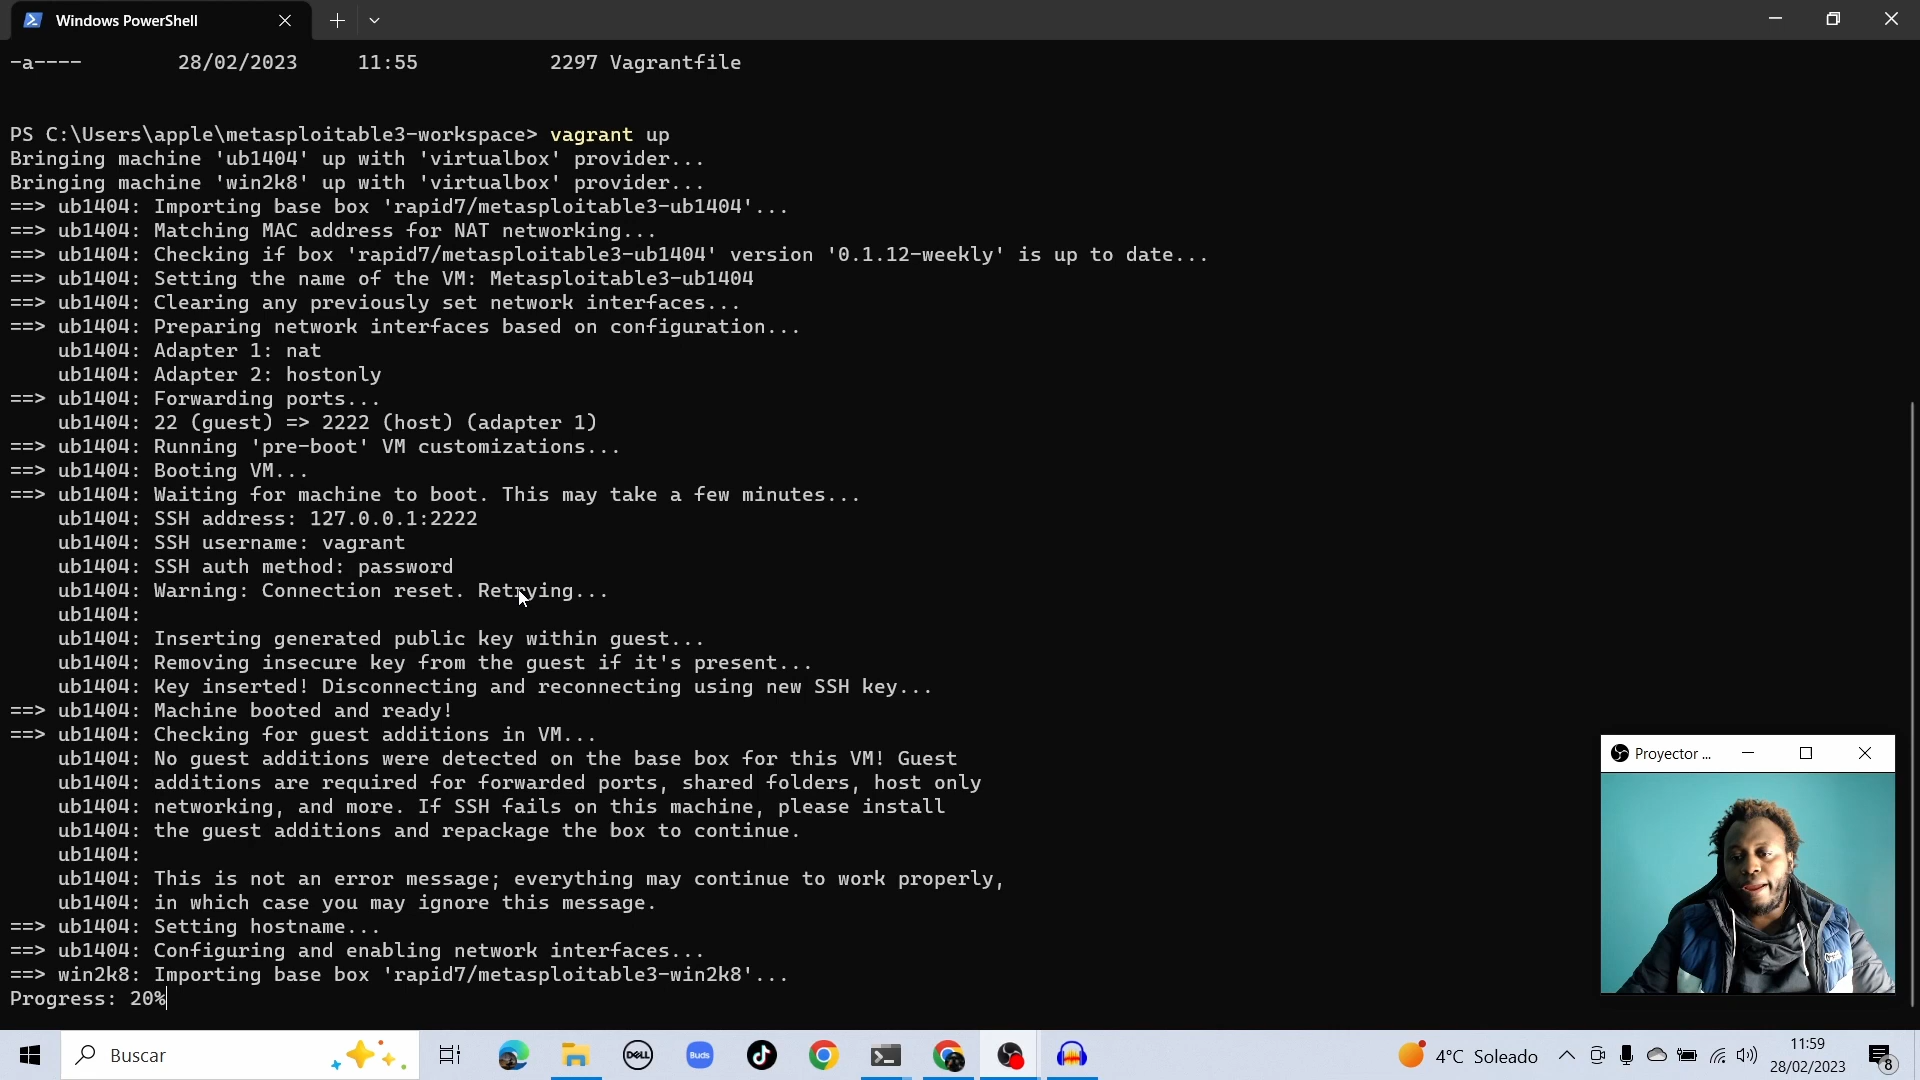 Windows PowerShell
-a---- 28/02/2023 11:55 2297 Vagrantfile
PS C:\Users\apple\metasploitable3-workspace> vagrant up
Bringing machine 'ub1404' up with 'virtualbox' provider...
Bringing machine 'win2k8' up with 'virtualbox' provider...
==> ub1404: Importing base box 'rapid7/metasploitable3-ub1404'...
==> ub1404: Matching MAC address for NAT networking...
==> ub1404: Checking if box 'rapid7/metasploitable3-ub1404' version '0.1.12-weekly' is up to date...
==> ub1404: Setting the name of the VM: Metasploitable3-ub1404
==> ub1404: Clearing any previously set network interfaces...
==> ub1404: Preparing network interfaces based on configuration...
ub1404: Adapter 1: nat
ub1404: Adapter 2: hostonly
==> ub1404: Forwarding ports...
ub1404: 22 (guest) => 2222 (host) (adapter 1)
==> ub1404: Running 'pre-boot' VM customizations...
==> ub1404: Booting VM...
==> ub1404: Waiting for machine to boot. This may take a few minutes...
ub1404: SSH address: 127.0.0.1:2222
ub1404: SSH username: vagrant
ub1404: SSH auth method: password
ub1404: Warning: Connection reset. Retrying...
ub1404:
ub1404: Inserting generated public key within guest...
ub1404: Removing insecure key from the guest if it's present...
ub1404: Key inserted! Disconnecting and reconnecting using new SSH key...
==> ub1404: Machine booted and ready!
==> ub1404: Checking for guest additions in VM...
ub1404: No guest additions were detected on the base box for this VM! Guest
ub1404: additions are required for forwarded ports, shared folders, host only
ub1404: networking, and more. If SSH fails on this machine, please install
ub1404: the guest additions and repackage the box to continue.
ub1404:
ub1404: This is not an error message; everything may continue to work properly,
ub1404: in which case you may ignore this message.
==> ub1404: Setting hostname...
==> ub1404: Configuring and enabling network interfaces...
==> win2k8: Importing base box 'rapid7/metasploitable3-win2k8'...
Progress: 20%
Proyector ...
Buscar
DELL
Buds
4°C Soleado
11:59
28/02/2023
8